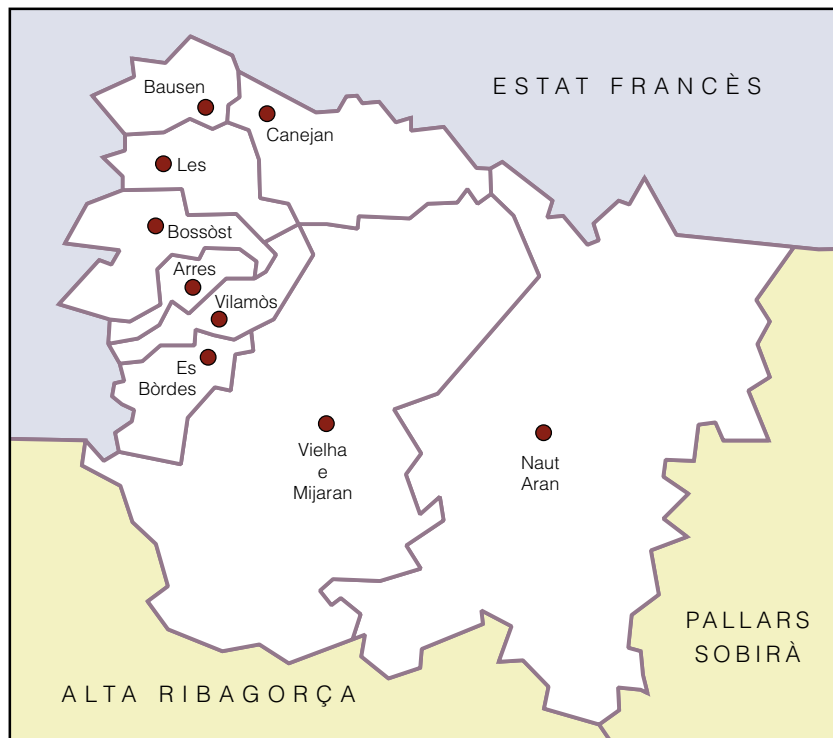 ESTAT FRANCÈS
Bausen
Canejan
Les
Bossòst
Arres
Vilamòs
Es
Bòrdes
Vielha
e
Mijaran
Naut
Aran
PALLARS
SOBIRÀ
ALTA RIBAGORÇA